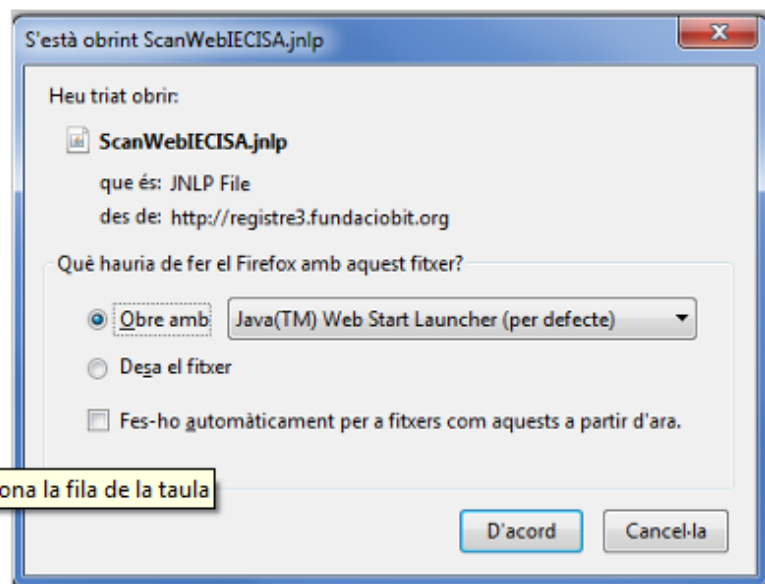 S'està obrint ScanWebIECISA.jnlp
Heu triat obrir:
ScanWebIECISA.jnlp
que és: JNLP File
des de: http://registre3.fundaciobit.org
Què hauria de fer el Firefox amb aquest fitxer?
Obre amb Java(TM) Web Start Launcher (per defecte)
Desa el fitxer
Fes-ho automàticament per a fitxers com aquests a partir d'ara.
ona la fila de la taula
D'acord Cancel·la